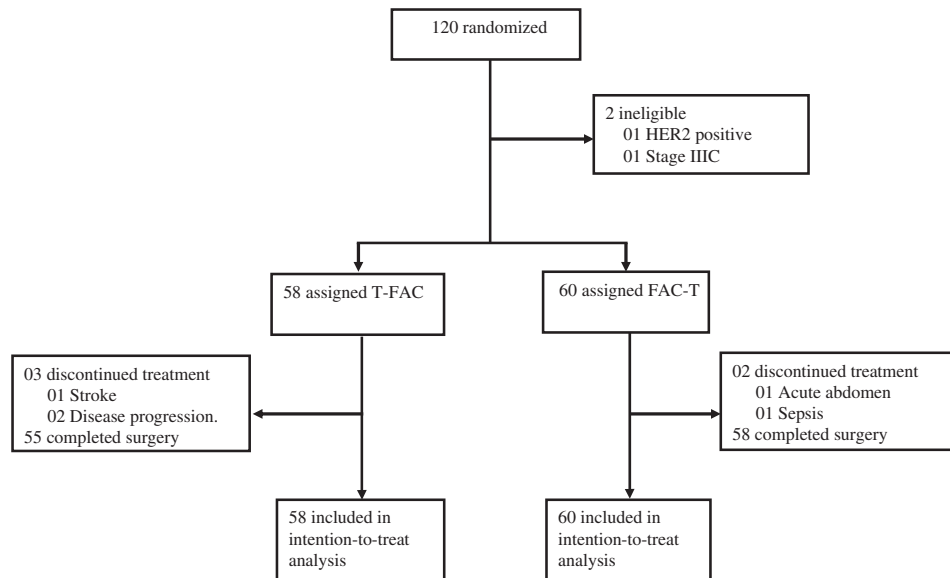 120 randomized
2 ineligible
01 HER2 positive
01 Stage IIIC
58 assigned T-FAC
60 assigned FAC-T
03 discontinued treatment
01 Stroke
02 Disease progression.
55 completed surgery
02 discontinued treatment
01 Acute abdomen
01 Sepsis
58 completed surgery
58 included in
intention-to-treat
analysis
60 included in
intention-to-treat
analysis